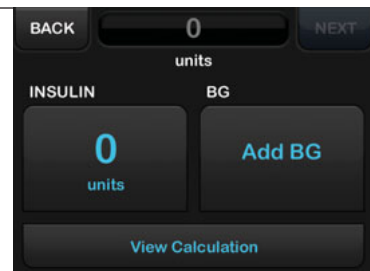 BACK 0 NEXT
units
INSULIN BG
0 Add BG
units
View Calculation